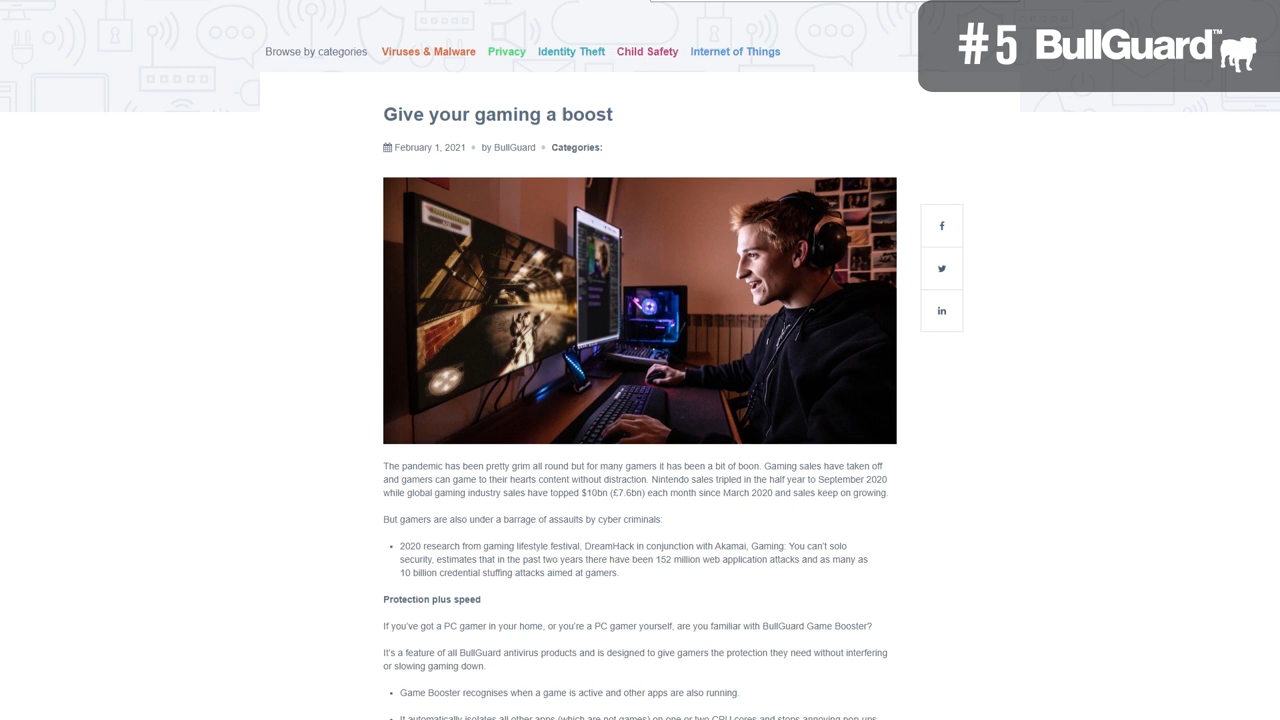 #5 BullGuard™
Browse by categories Viruses & Malware Privacy Identity Theft Child Safety Internet of Things
Give your gaming a boost
February 1, 2021 • by BullGuard • Categories:
The pandemic has been pretty grim all round but for many gamers it has been a bit of boon. Gaming sales have taken off
and gamers can game to their hearts content without distraction. Nintendo sales tripled in the half year to September 2020
while global gaming industry sales have topped $10bn (£7.6bn) each month since March 2020 and sales keep on growing.
But gamers are also under a barrage of assaults by cyber criminals:
• 2020 research from gaming lifestyle festival, DreamHack in conjunction with Akamai, Gaming: You can't solo
security, estimates that in the past two years there have been 152 million web application attacks and as many as
10 billion credential stuffing attacks aimed at gamers.
Protection plus speed
If you've got a PC gamer in your home, or you're a PC gamer yourself, are you familiar with BullGuard Game Booster?
It's a feature of all BullGuard antivirus products and is designed to give gamers the protection they need without interfering
or slowing gaming down.
• Game Booster recognises when a game is active and other apps are also running.
• It automatically isolates all other apps (which are not games) on one or two CPU cores and stops annoying pop-ups